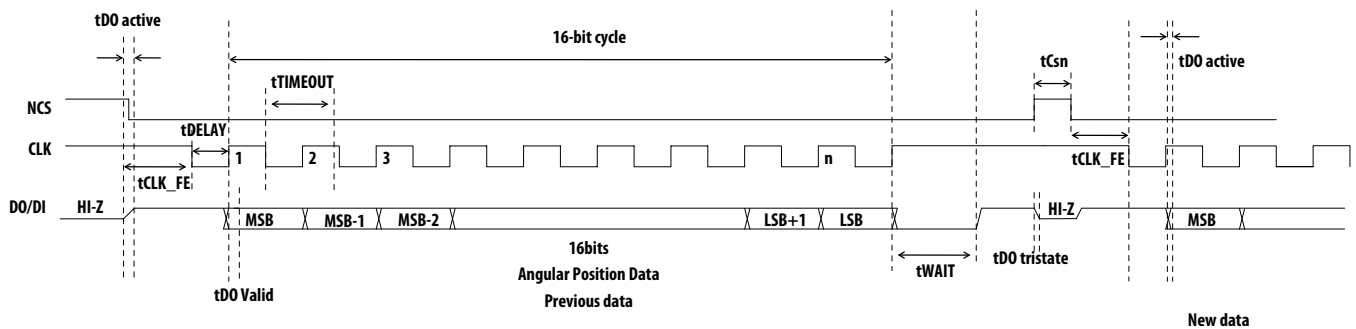 tDO active
16-bit cycle
tCsn
tDO active
tTIMEOUT
NCS
tDELAY
CLK
1
2
3
n
tCLK_FE
tCLK_FE
DO/DI
HI-Z
MSB
MSB-1
MSB-2
LSB+1
LSB
HI-Z
MSB
16bits
tWAIT
tDO tristate
Angular Position Data
tDO Valid
Previous data
New data